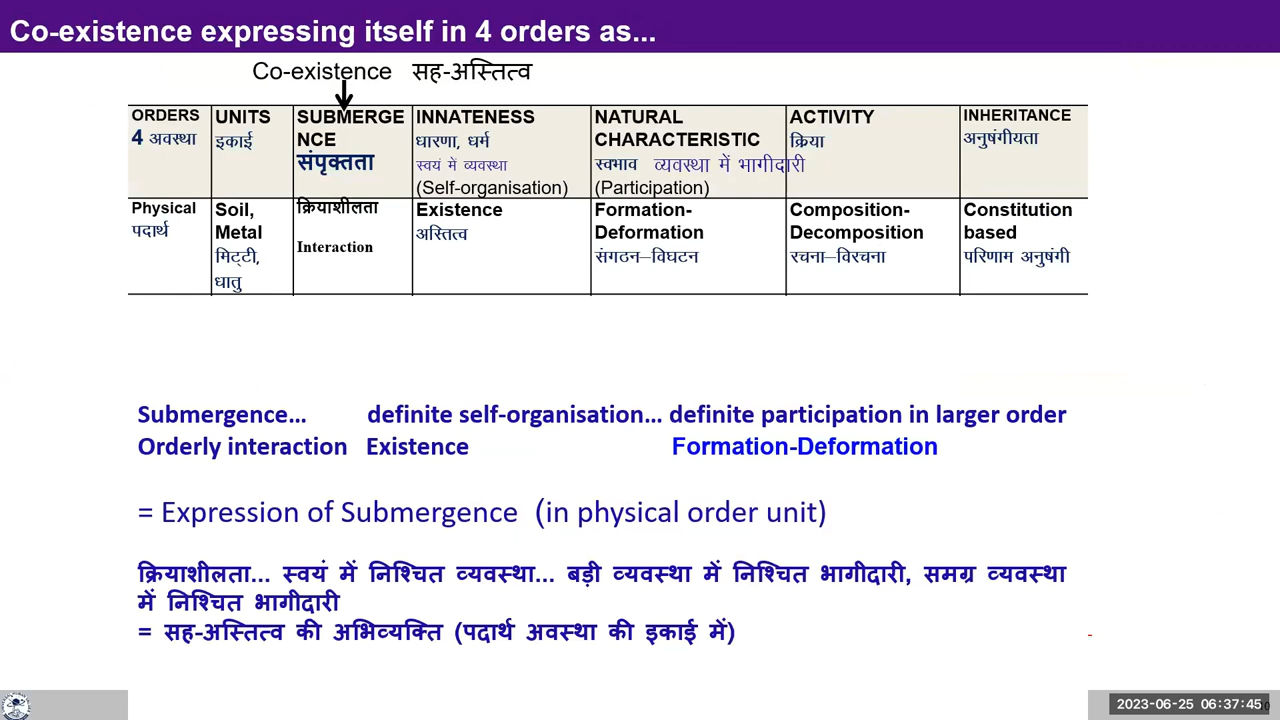 Co-existence expressing itself in 4 orders as...
Co-existence सह-अस्तित्व
ORDERS
4 अवस्था
UNITS
इकाई
SUBMERGE
NCE
संपृक्तता
INNATENESS
धारणा, धर्म
स्वयं में व्यवस्था
(Self-organisation)
NATURAL
CHARACTERISTIC
स्वभाव व्यवस्था में भागीदारी
(Participation)
ACTIVITY
क्रिया
INHERITANCE
अनुषंगीयता
Physical
पदार्थ
Soil,
Metal
मिट्टी,
धातु
क्रियाशीलता
Interaction
Existence
अस्तित्व
Formation-
Deformation
संगठन–विघटन
Composition-
Decomposition
रचना–विरचना
Constitution
based
परिणाम अनुषंगी
Submergence... definite self-organisation... definite participation in larger order
Orderly interaction Existence Formation-Deformation
= Expression of Submergence (in physical order unit)
क्रियाशीलता... स्वयं में निश्चित व्यवस्था... बड़ी व्यवस्था में निश्चित भागीदारी, समग्र व्यवस्था
में निश्चित भागीदारी
= सह-अस्तित्व की अभिव्यक्ति (पदार्थ अवस्था की इकाई में)
2023-06-25 06:37:45